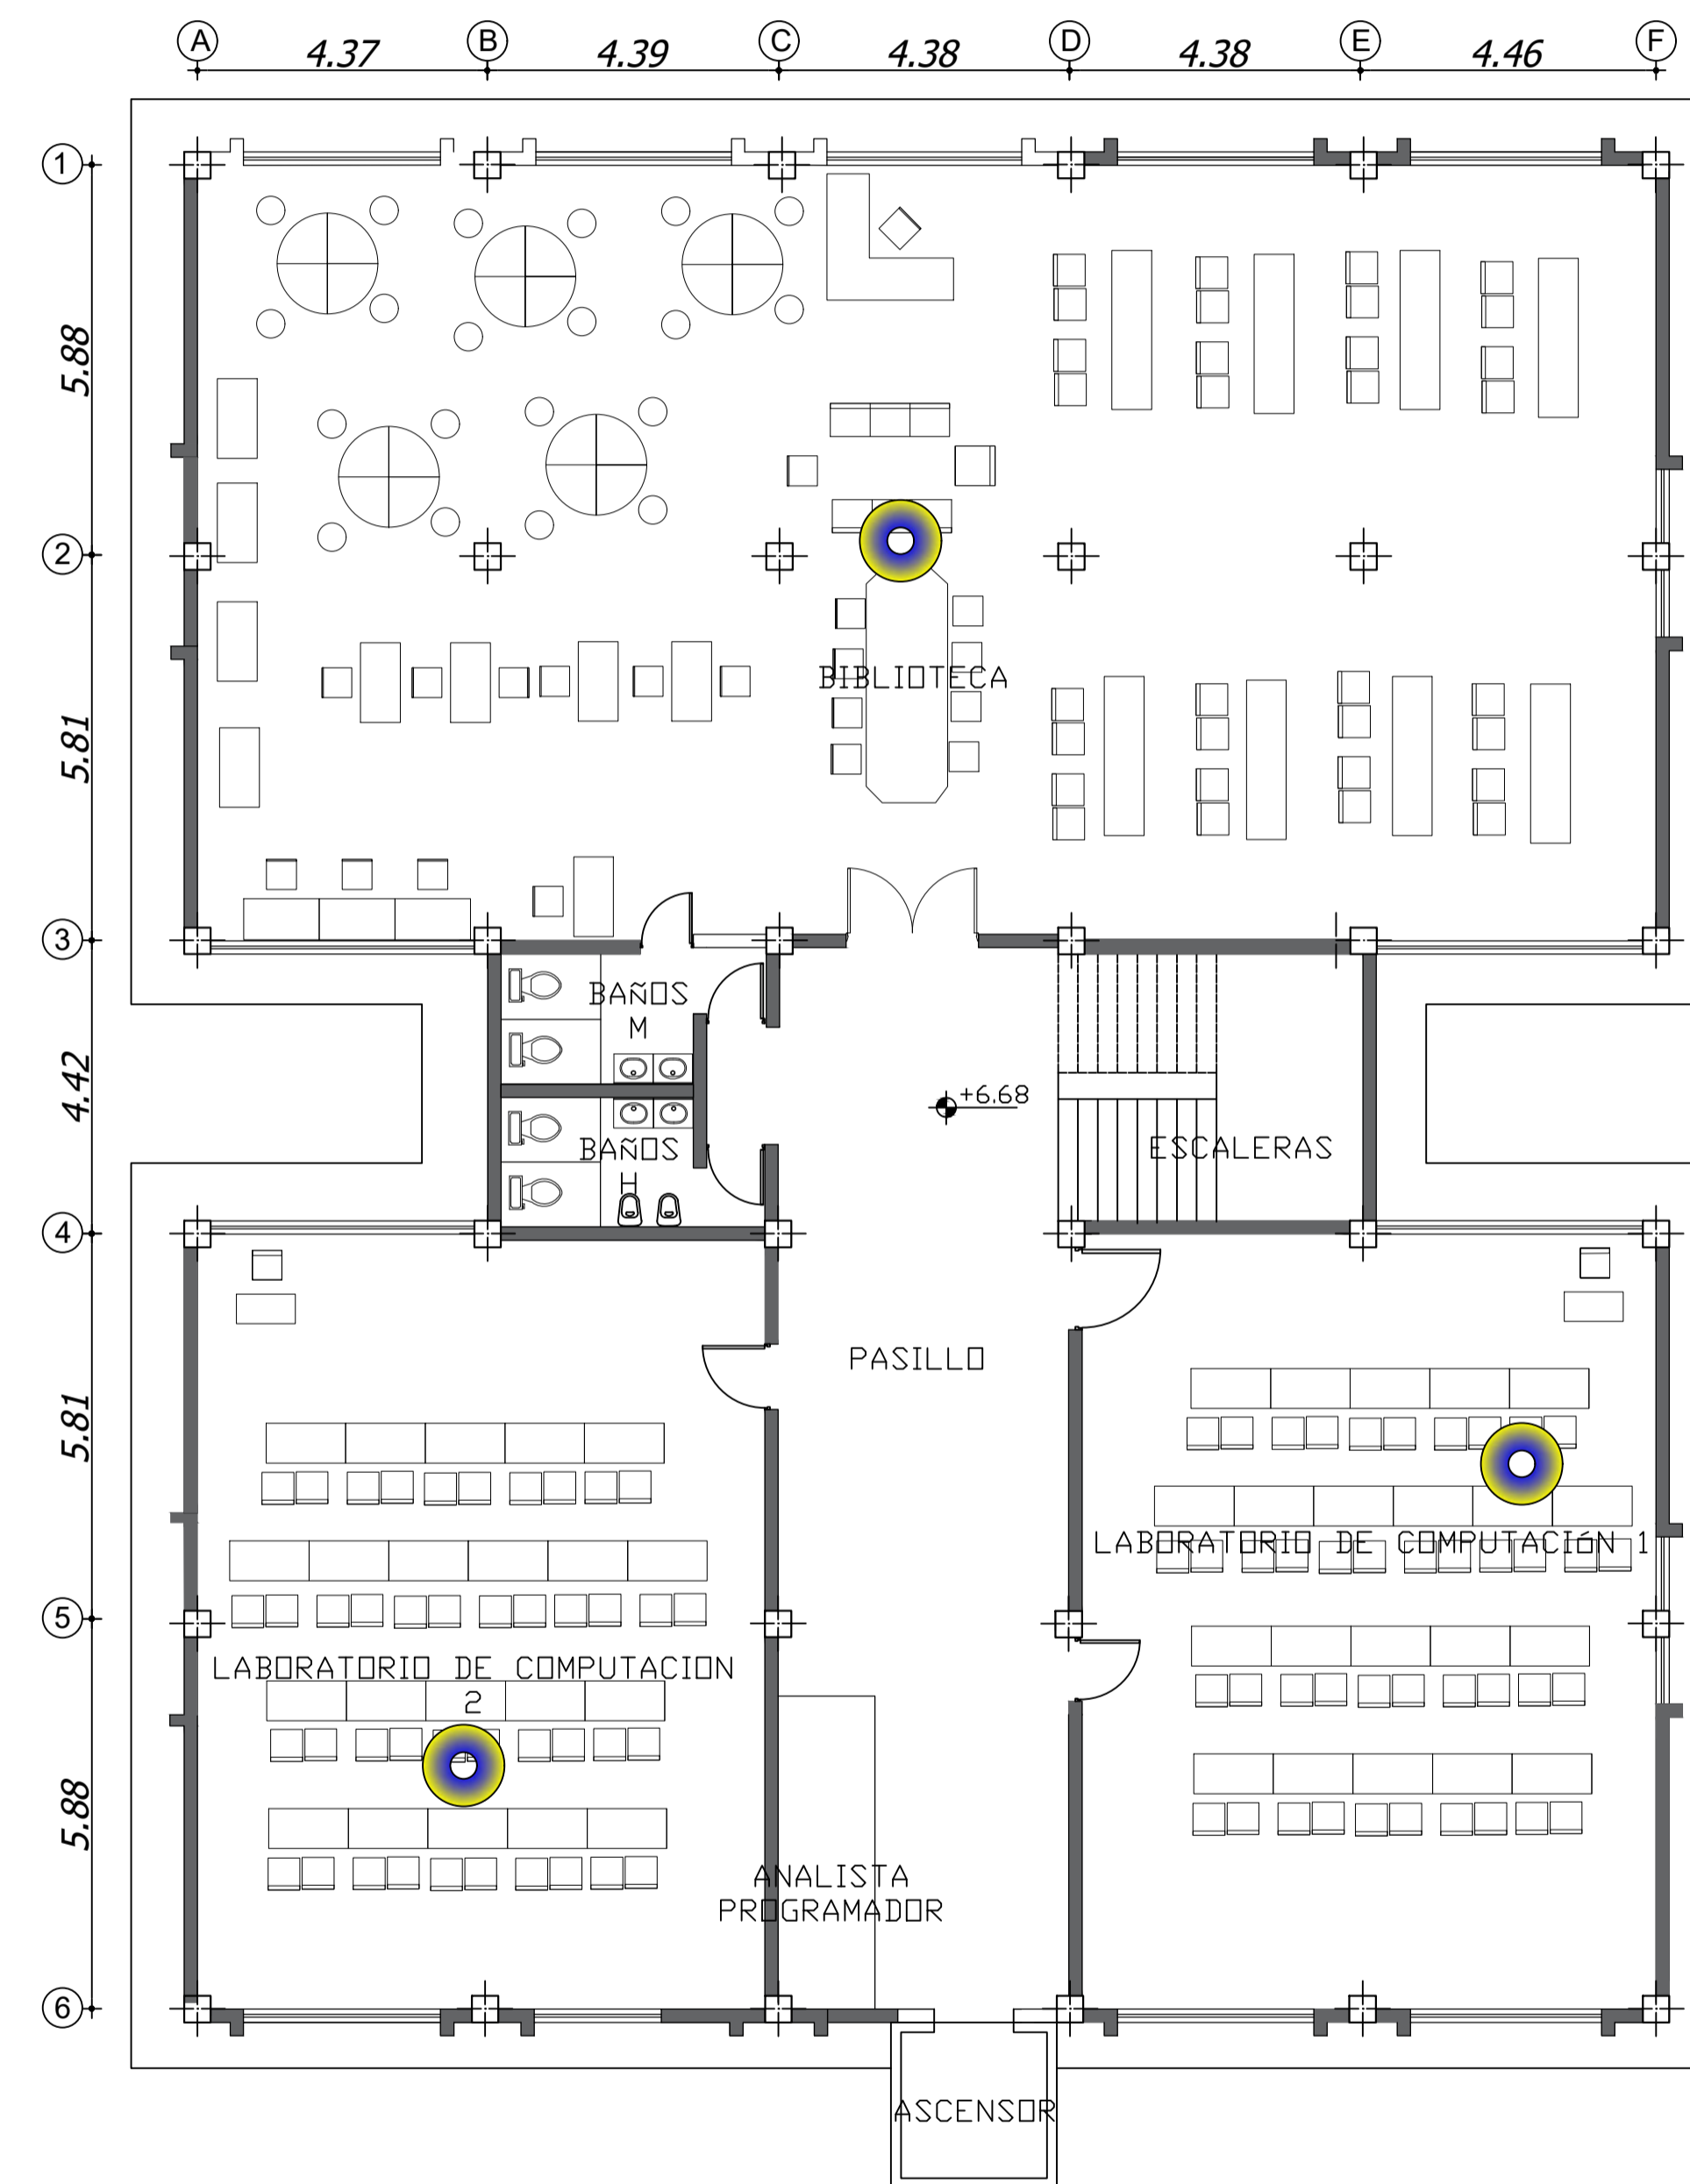 A B C D E F
4.37 4.39 4.38 4.38 4.46
1
5.88
2
BIBLIOTECA
5.81
3
BAÑOS
M
4.42
+6.68
BAÑOS
H
ESCALERAS
4
PASILLO
5.81
LABORATORIO DE COMPUTACIóN 1
5
LABORATORIO DE COMPUTACION
2
5.88
ANALISTA
PROGRAMADOR
6
ASCENSOR